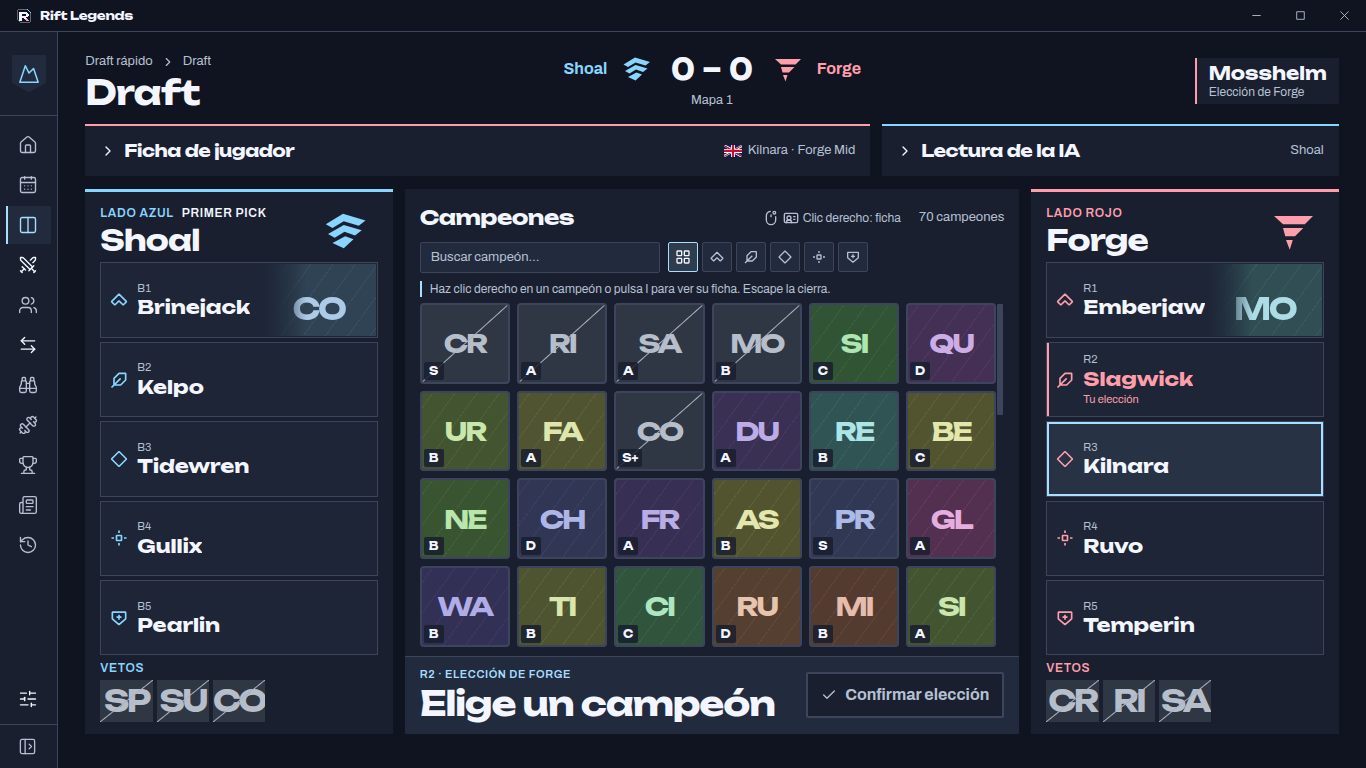 Rift Legends
Draft rápido > Draft
Draft
Shoal 0 – 0 Forge
Mapa 1
Mosshelm
Elección de Forge
Ficha de jugador
Kilnara · Forge Mid
Lectura de la IA
Shoal
LADO AZUL PRIMER PICK
Shoal
B1
Brinejack
CO
B2
Kelpo
B3
Tidewren
B4
Gullix
B5
Pearlin
VETOS
SP SU CO
Campeones
Clic derecho: ficha
70 campeones
Buscar campeón...
Haz clic derecho en un campeón o pulsa I para ver su ficha. Escape la cierra.
CR RI SA MO SI QU
S A A B C D
UR FA CO DU RE BE
B A S+ A B C
NE CH FR AS PR GL
B D A B S A
WA TI CI RU MI SI
B B C D B A
R2 · ELECCIÓN DE FORGE
Elige un campeón
Confirmar elección
LADO ROJO
Forge
R1
Emberjaw
MO
R2
Slagwick
Tu elección
R3
Kilnara
R4
Ruvo
R5
Temperin
VETOS
CR RI SA